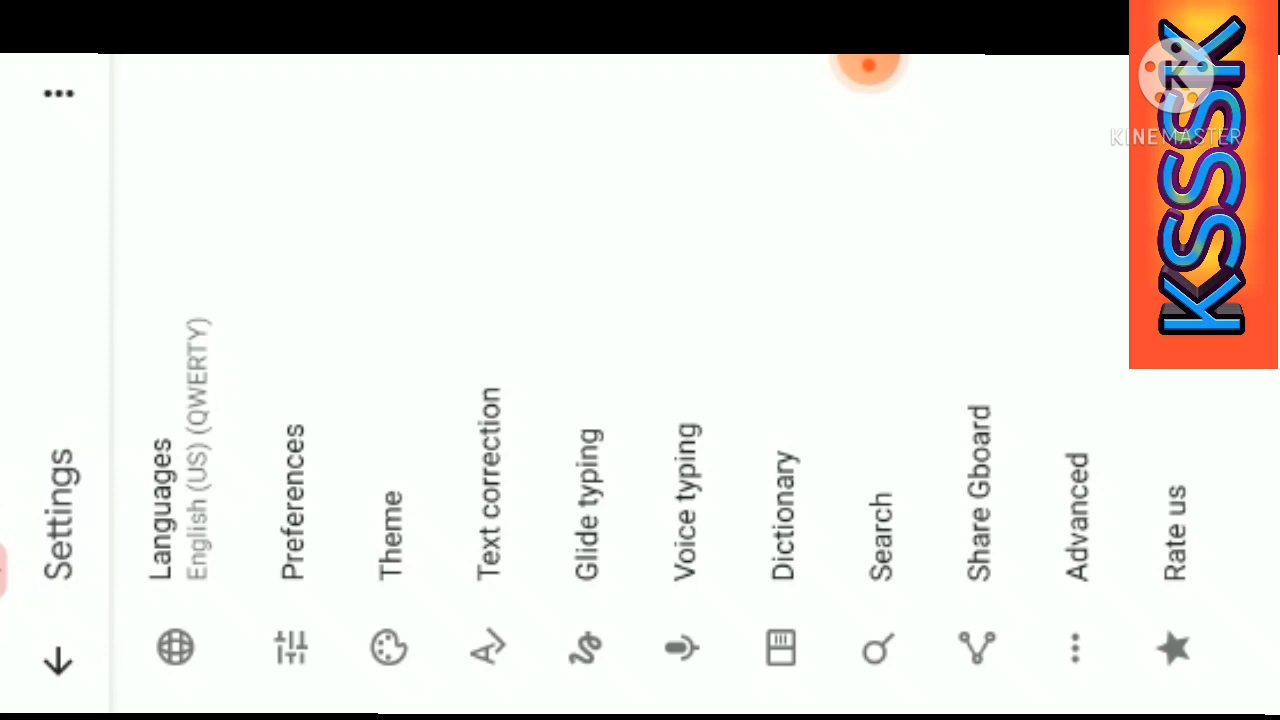 Settings
Languages
English (US) (QWERTY)
Preferences
Theme
Text correction
Glide typing
Voice typing
Dictionary
Search
Share Gboard
Advanced
Rate us
KSSSK
KINEMASTER